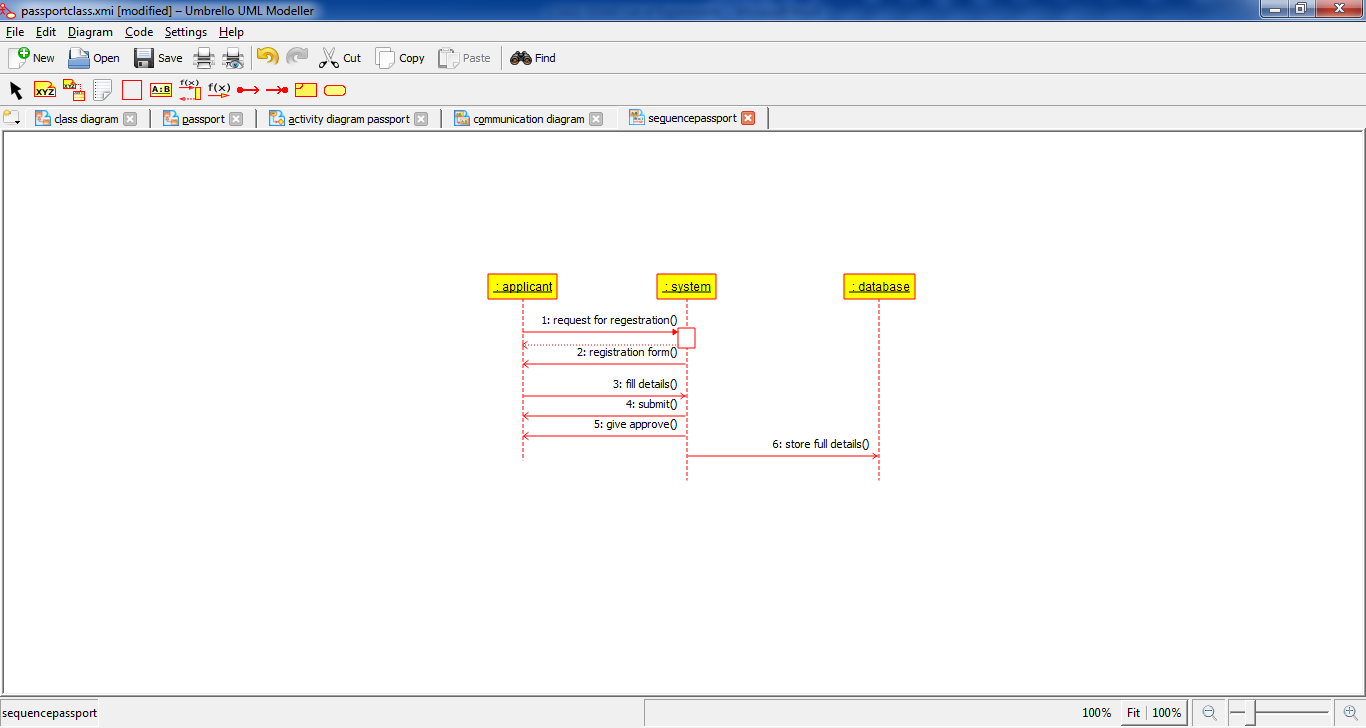 passportclass.xmi [modified] – Umbrello UML Modeller
File Edit Diagram Code Settings Help
New Open Save Cut Copy Paste Find
XYZ XYZ A:B f(x) f(x)
class diagram passport activity diagram passport communication diagram sequencepassport
: applicant : system : database
1: request for regestration()
2: registration form()
3: fill details()
4: submit()
5: give approve()
6: store full details()
sequencepassport 100% Fit 100%